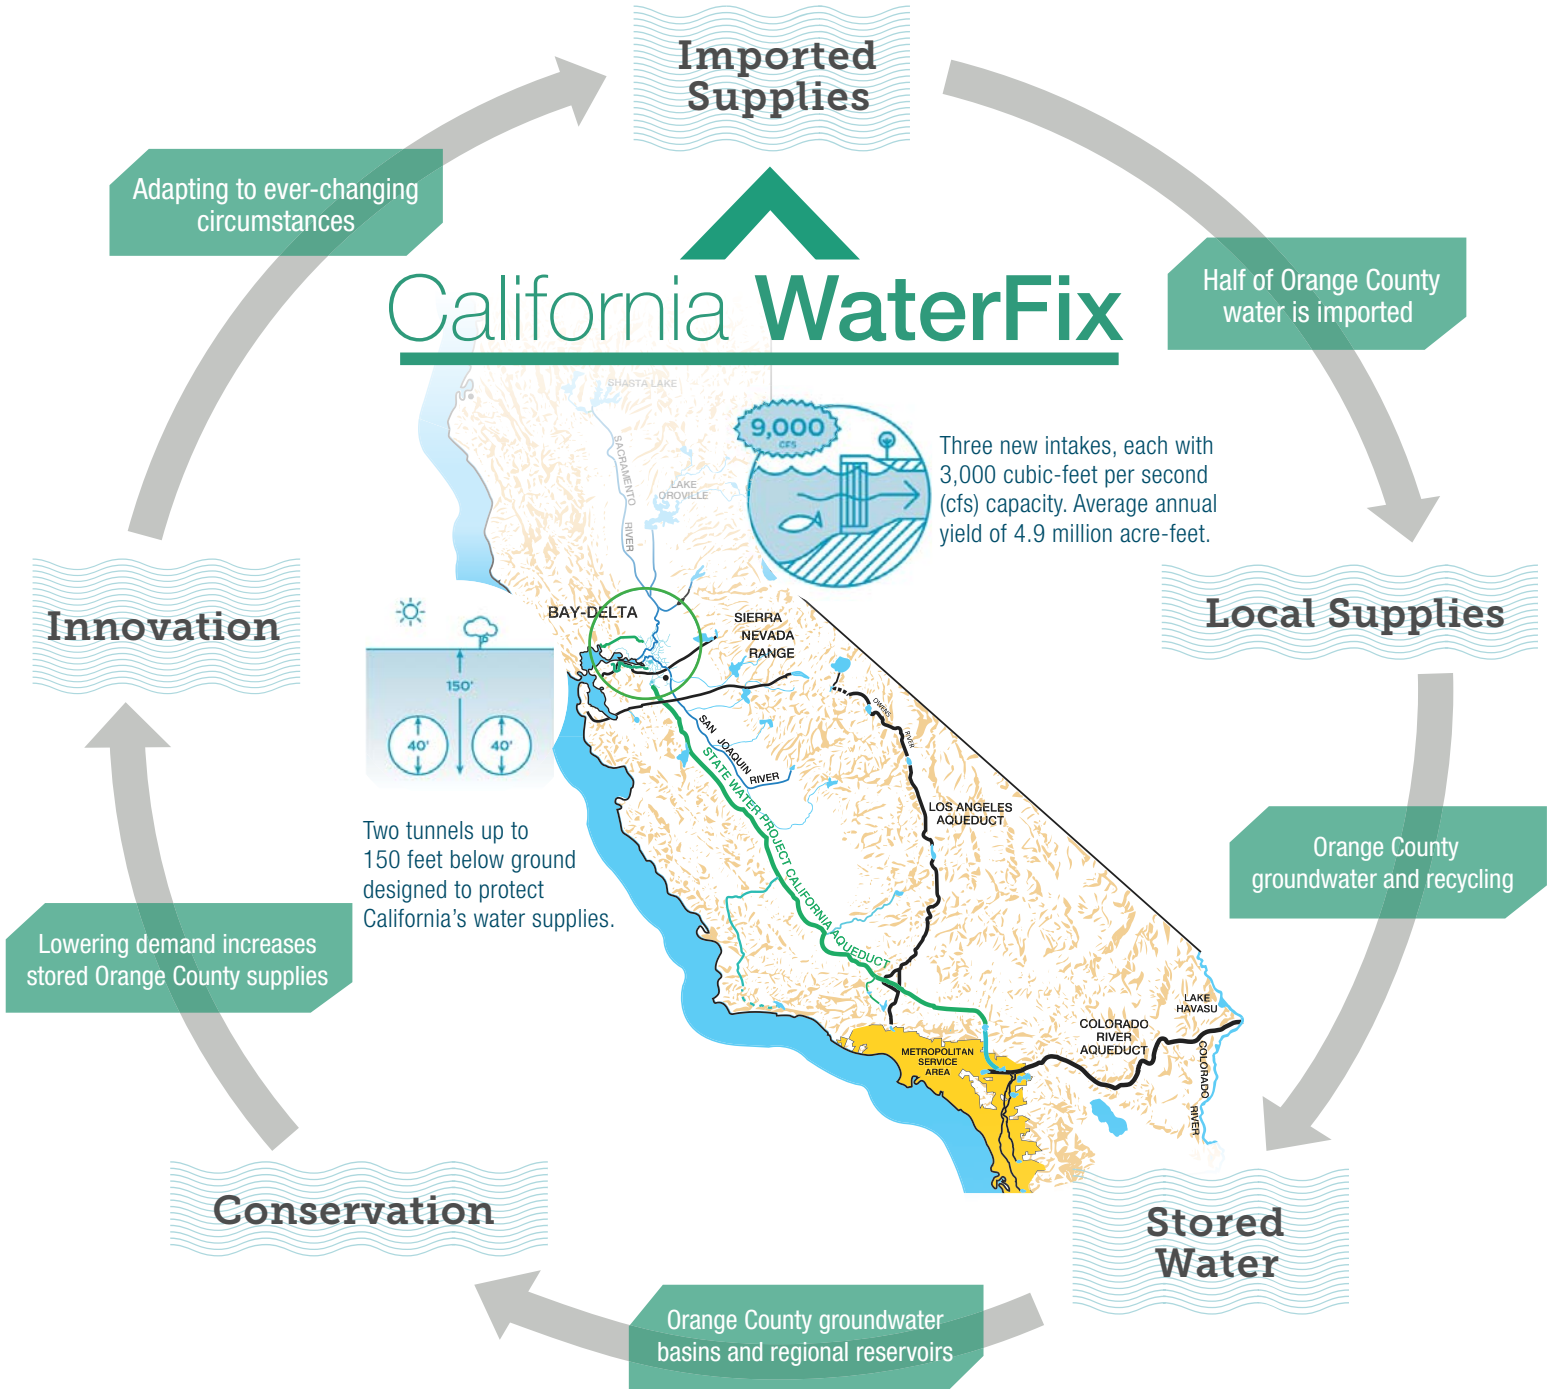 Imported
Supplies
Adapting to ever-changing
circumstances
Half of Orange County
water is imported
California WaterFix
SHASTA LAKE
SACRAMENTO
RIVER
LAKE
OROVILLE
9,000
CFS
Three new intakes, each with
3,000 cubic-feet per second
(cfs) capacity. Average annual
yield of 4.9 million acre-feet.
Innovation
Local Supplies
BAY-DELTA
SIERRA
NEVADA
RANGE
150'
40'
40'
OWENS
RIVER
SAN JOAQUIN
RIVER
STATE WATER PROJECT CALIFORNIA AQUEDUCT
LOS ANGELES
AQUEDUCT
Two tunnels up to
150 feet below ground
designed to protect
California's water supplies.
Orange County
groundwater and recycling
Lowering demand increases
stored Orange County supplies
LAKE
HAVASU
COLORADO
RIVER
AQUEDUCT
COLORADO
RIVER
METROPOLITAN
SERVICE
AREA
Conservation
Stored
Water
Orange County groundwater
basins and regional reservoirs